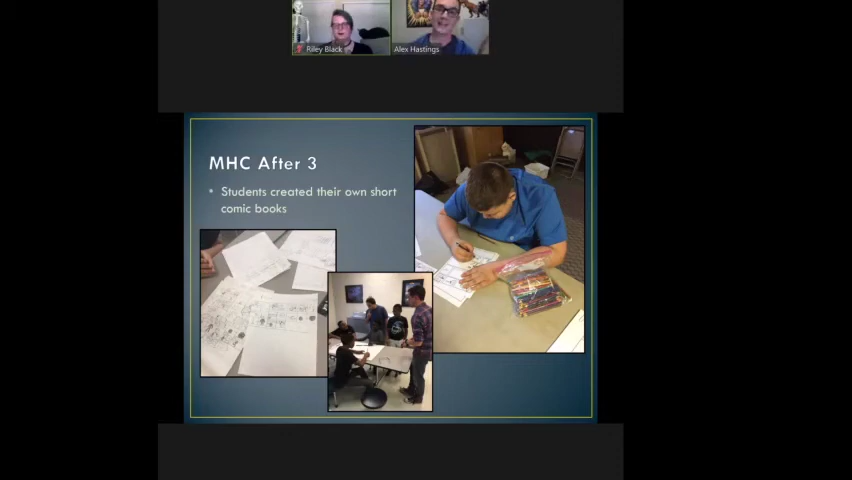 Riley Black
Alex Hastings
MHC After 3
Students created their own short
comic books